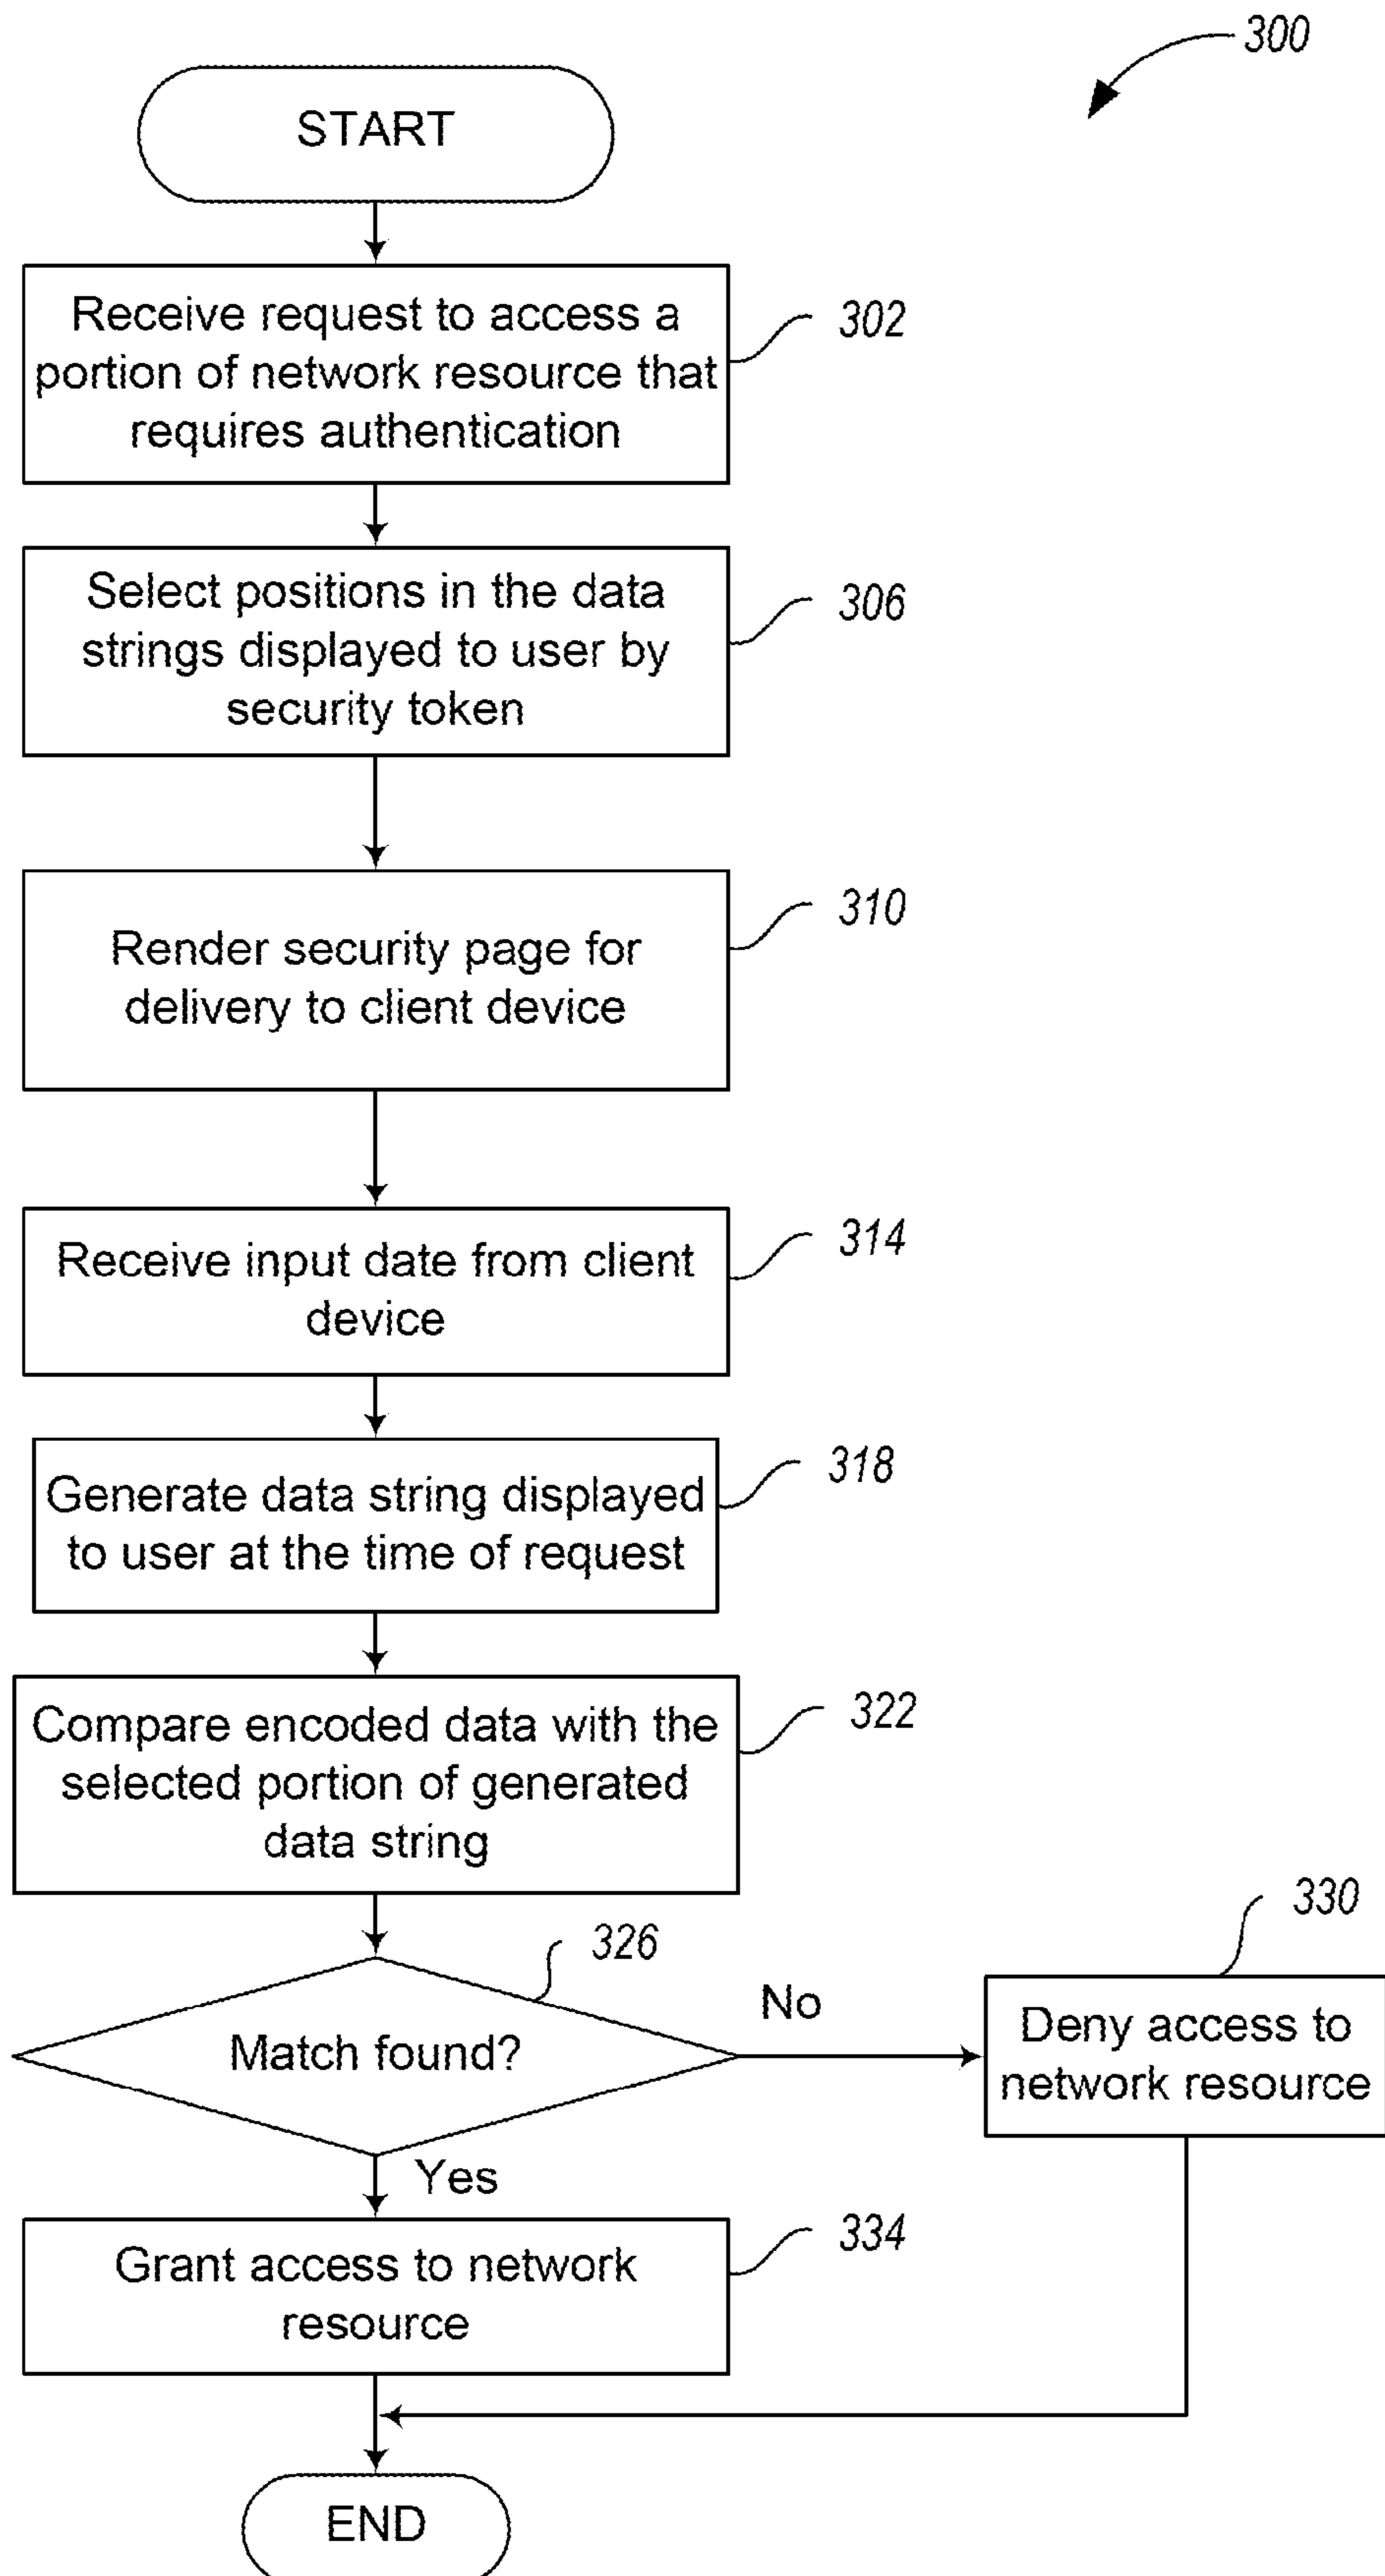 300
START
Receive request to access a
portion of network resource that
requires authentication
302
Select positions in the data
strings displayed to user by
security token
306
Render security page for
delivery to client device
310
Receive input date from client
device
314
Generate data string displayed
to user at the time of request
318
Compare encoded data with the
selected portion of generated
data string
322
Match found?
326
No
Deny access to
network resource
330
Yes
Grant access to network
resource
334
END